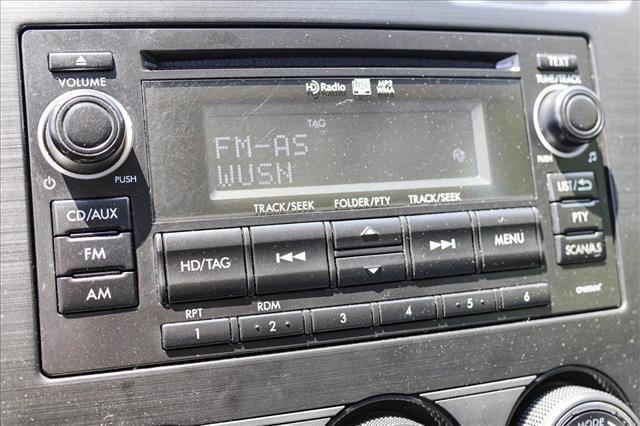 TEXT
VOLUME
TUNE/TRACK
HD Radio
MP3
WMA
TAG
FM-AS
WUSN
PUSH
PUSH
TRACK/SEEK
FOLDER/PTY
TRACK/SEEK
CD/AUX
FM
AM
HD/TAG
MENU
LIST/
PTY
SCAN/AS
RPT
RDM
1
2
3
4
5
6
MODE